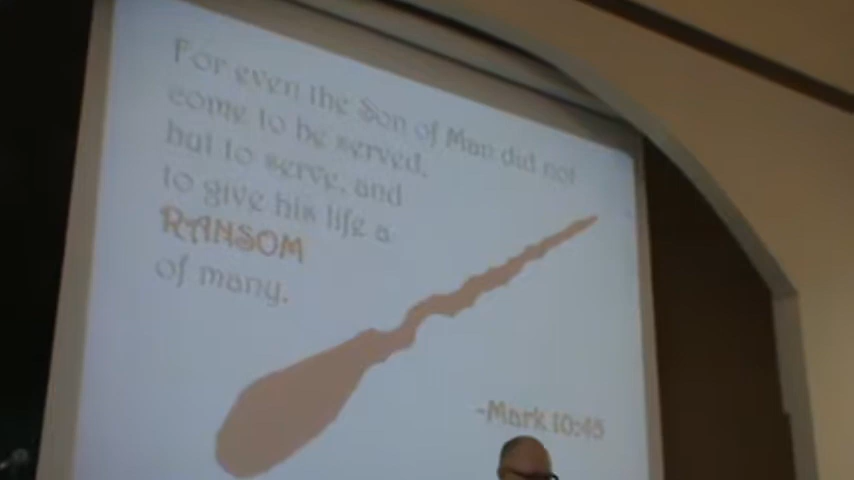 For even the Son of Man did not
come to be served,
but to serve, and
to give his life a
RANSOM
of many.
-Mark 10:45